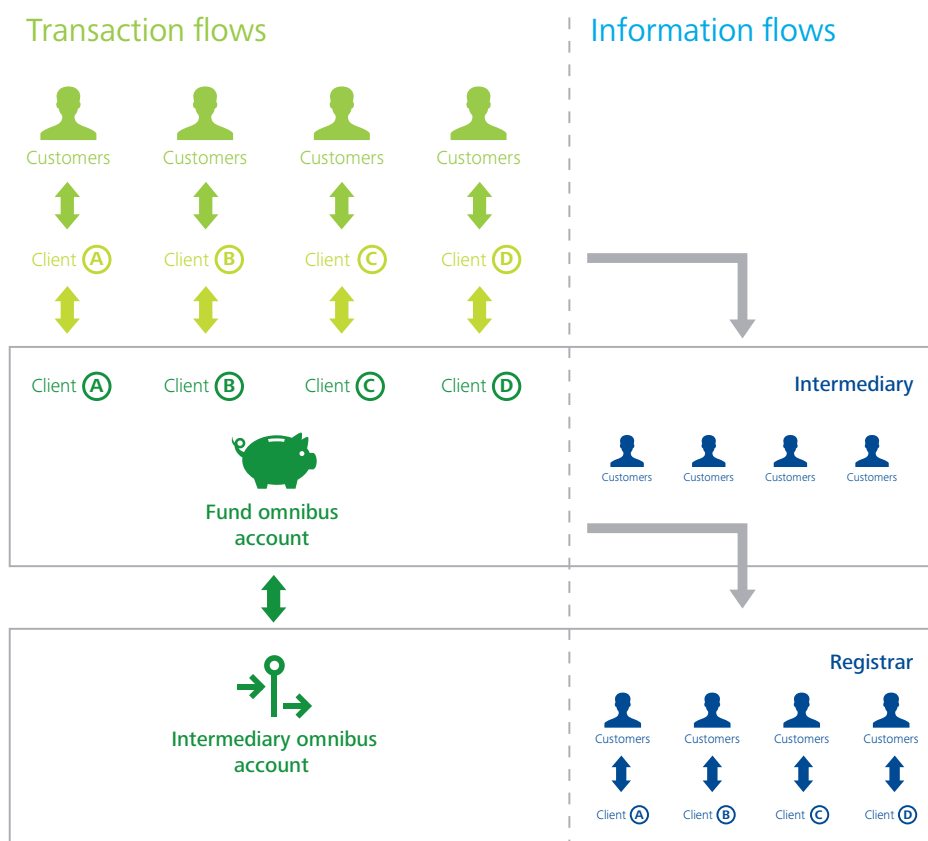 Transaction flows
Information flows
Customers
Customers
Customers
Customers
Client A
Client B
Client C
Client D
Client A
Client B
Client C
Client D
Intermediary
Customers
Customers
Customers
Customers
Fund omnibus
account
Registrar
Intermediary omnibus
account
Customers
Customers
Customers
Customers
Client A
Client B
Client C
Client D